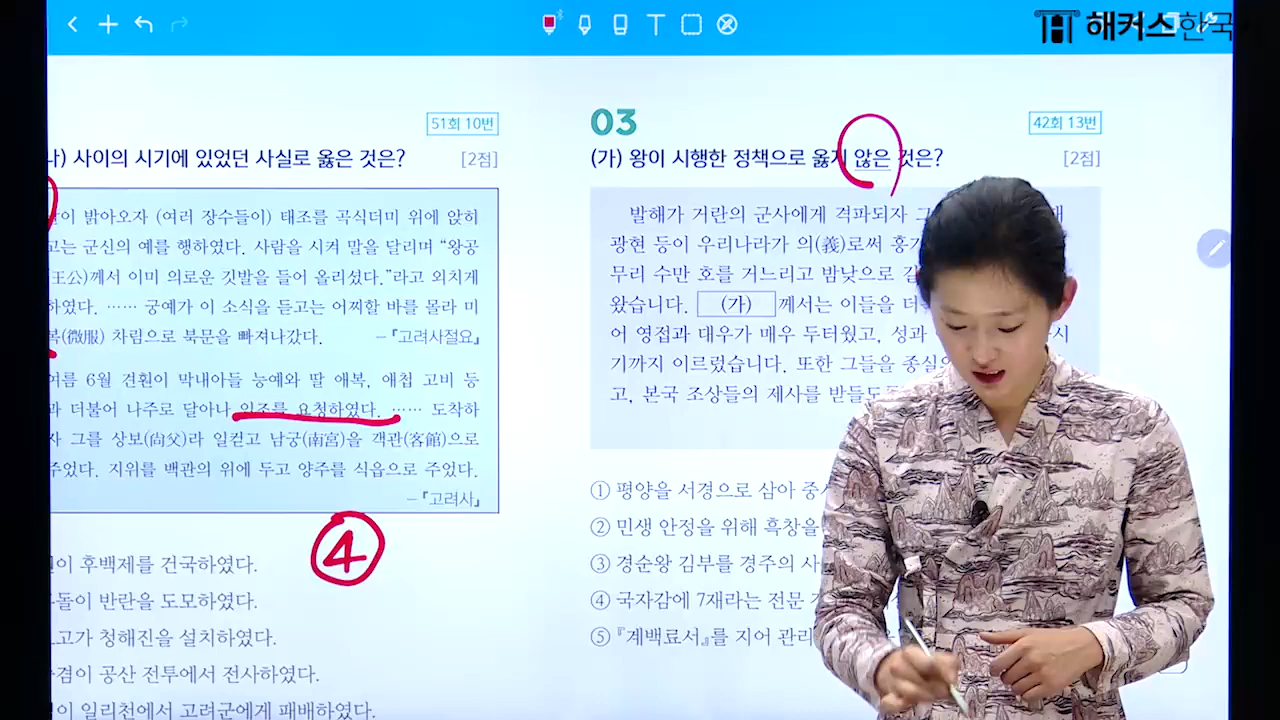 해커스한국
51회 10번
나) 사이의 시기에 있었던 사실로 옳은 것은? [2점]
밝아오자 (여러 장수들이) 태조를 곡식더미 위에 앉히
고는 군신의 예를 행하였다. 사람을 시켜 말을 달리며 “왕공
(王公)께서 이미 의로운 깃발을 들어 올리셨다.”라고 외치게
하였다. …… 궁예가 이 소식을 듣고는 어찌할 바를 몰라 미
복(微服) 차림으로 북문을 빠져나갔다. －『고려사절요』
여름 6월 견훤이 막내아들 능예와 딸 애복, 애첩 고비 등
과 더불어 나주로 달아나 입조를 요청하였다. …… 도착하
자 그를 상보(尙父)라 일컫고 남궁(南宮)을 객관(客館)으로
주었다. 지위를 백관의 위에 두고 양주를 식읍으로 주었다.
－『고려사』
④
후백제를 건국하였다.
반란을 도모하였다.
청해진을 설치하였다.
공산 전투에서 전사하였다.
일리천에서 고려군에게 패배하였다.
03
42회 13번
(가) 왕이 시행한 정책으로 옳지 않은 것은? [2점]
발해가 거란의 군사에게 격파되자
광현 등이 우리나라가 의(義)로써
무리 수만 호를 거느리고 밤낮으로
왔습니다. (가) 께서는 이들을
어 영접과 대우가 매우 두터웠고, 성과
기까지 이르렀습니다. 또한 그들을
고, 본국 조상들의 제사를
① 평양을 서경으로 삼아
② 민생 안정을 위해 흑창을
③ 경순왕 김부를 경주의
④ 국자감에 7재라는 전문
⑤ 『계백료서』를 지어